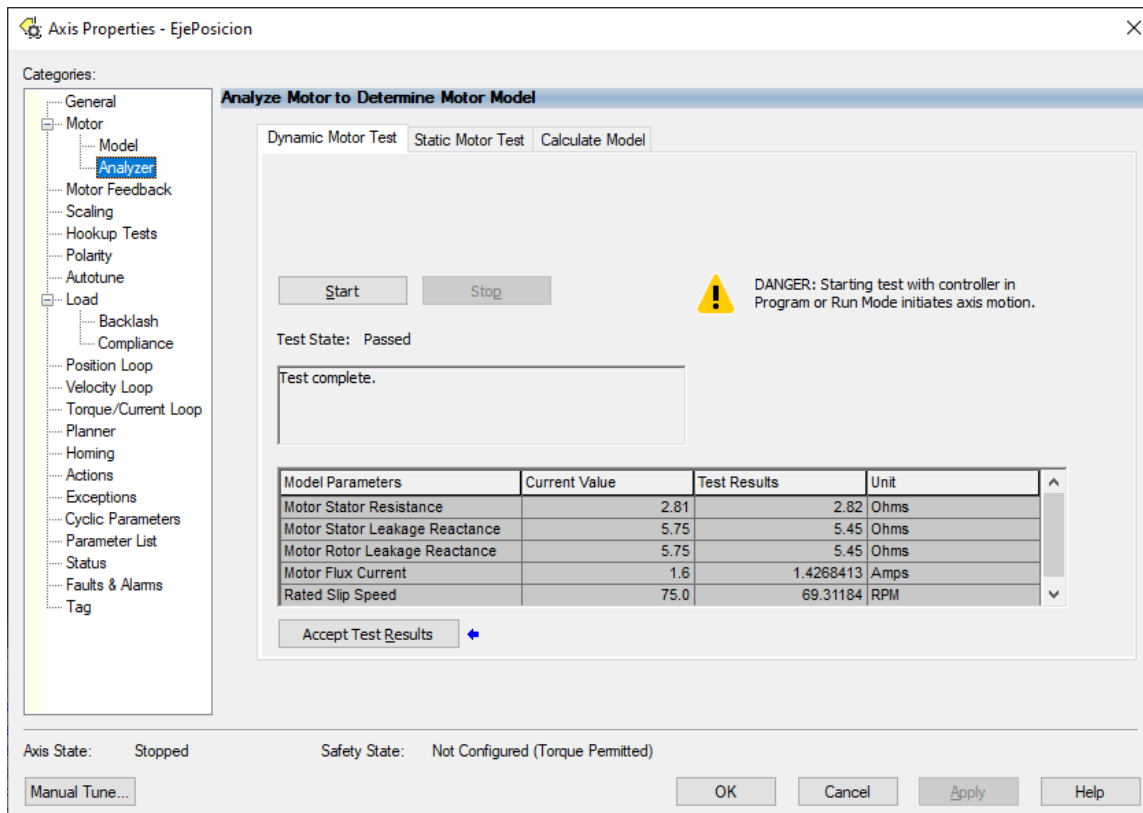 Axis Properties - EjePosicion
Categories:
General
Motor
Model
Analyzer
Motor Feedback
Scaling
Hookup Tests
Polarity
Autotune
Load
Backlash
Compliance
Position Loop
Velocity Loop
Torque/Current Loop
Planner
Homing
Actions
Exceptions
Cyclic Parameters
Parameter List
Status
Faults & Alarms
Tag
Analyze Motor to Determine Motor Model
Dynamic Motor Test Static Motor Test Calculate Model
Start Stop
DANGER: Starting test with controller in
Program or Run Mode initiates axis motion.
Test State: Passed
Test complete.
Model Parameters Current Value Test Results Unit
Motor Stator Resistance 2.81 2.82 Ohms
Motor Stator Leakage Reactance 5.75 5.45 Ohms
Motor Rotor Leakage Reactance 5.75 5.45 Ohms
Motor Flux Current 1.6 1.4268413 Amps
Rated Slip Speed 75.0 69.31184 RPM
Accept Test Results
Axis State: Stopped Safety State: Not Configured (Torque Permitted)
Manual Tune... OK Cancel Apply Help